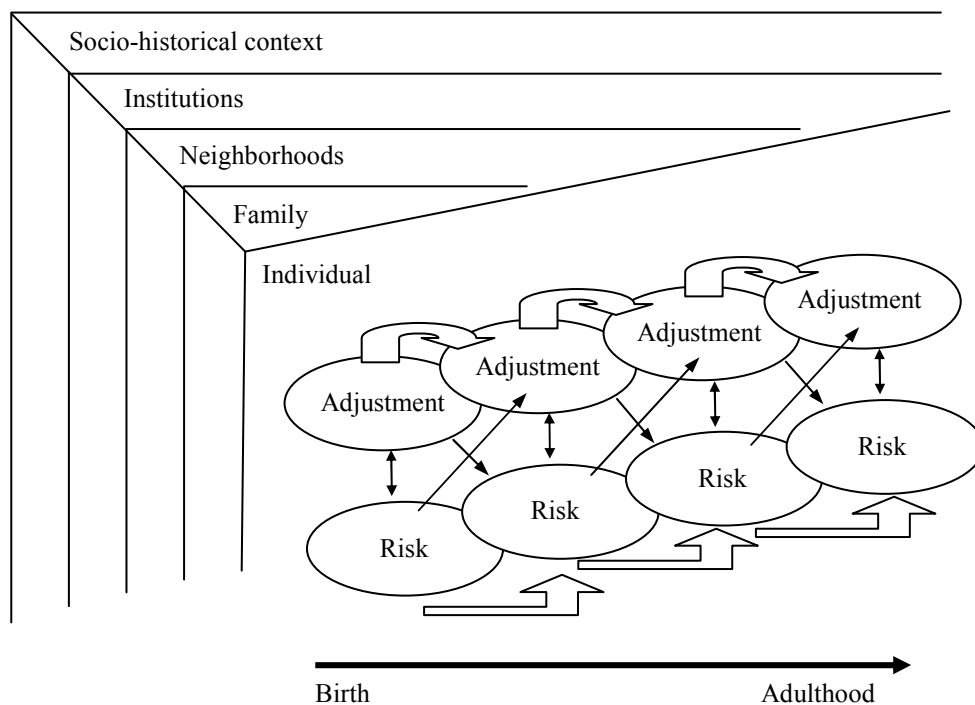 Socio-historical context
Institutions
Neighborhoods
Family
Individual
Adjustment
Adjustment
Adjustment
Adjustment
Risk
Risk
Risk
Risk
Birth
Adulthood